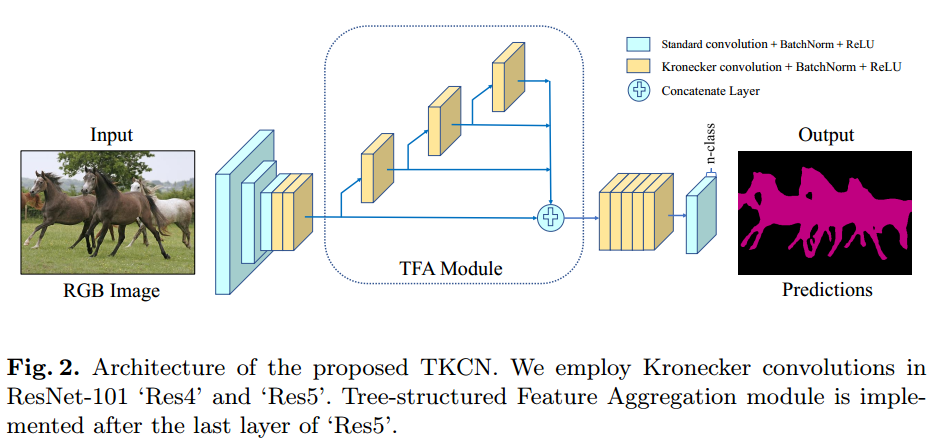 Standard convolution + BatchNorm + ReLU
Kronecker convolution + BatchNorm + ReLU
Concatenate Layer
Input
n-class
Output
TFA Module
RGB Image
Predictions
Fig. 2. Architecture of the proposed TKCN. We employ Kronecker convolutions in
ResNet-101 ‘Res4’ and ‘Res5’. Tree-structured Feature Aggregation module is imple-
mented after the last layer of ‘Res5’.